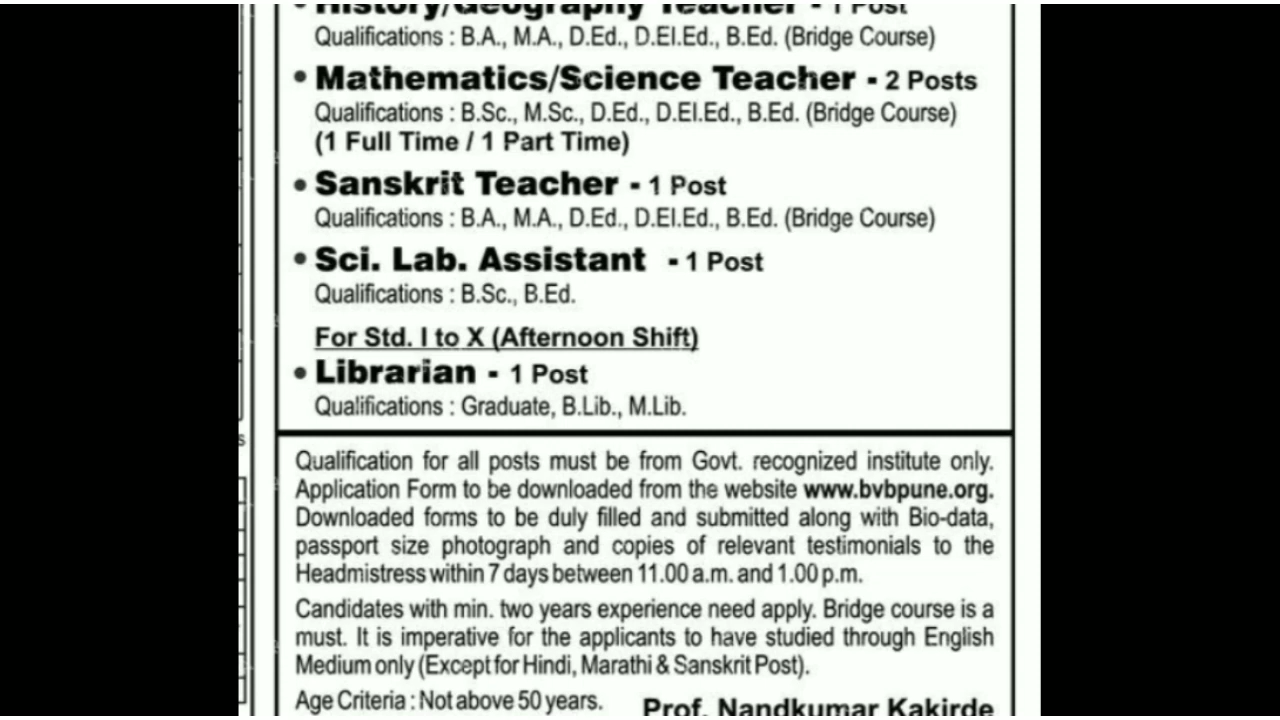 • History/Geography Teacher - 1 Post
Qualifications : B.A., M.A., D.Ed., D.El.Ed., B.Ed. (Bridge Course)
• Mathematics/Science Teacher - 2 Posts
Qualifications : B.Sc., M.Sc., D.Ed., D.El.Ed., B.Ed. (Bridge Course)
(1 Full Time / 1 Part Time)
• Sanskrit Teacher - 1 Post
Qualifications : B.A., M.A., D.Ed., D.El.Ed., B.Ed. (Bridge Course)
• Sci. Lab. Assistant - 1 Post
Qualifications : B.Sc., B.Ed.
For Std. I to X (Afternoon Shift)
• Librarian - 1 Post
Qualifications : Graduate, B.Lib., M.Lib.
s
Qualification for all posts must be from Govt. recognized institute only.
Application Form to be downloaded from the website www.bvbpune.org.
Downloaded forms to be duly filled and submitted along with Bio-data,
passport size photograph and copies of relevant testimonials to the
Headmistress within 7 days between 11.00 a.m. and 1.00 p.m.
Candidates with min. two years experience need apply. Bridge course is a
must. It is imperative for the applicants to have studied through English
Medium only (Except for Hindi, Marathi & Sanskrit Post).
Age Criteria : Not above 50 years.
Prof. Nandkumar Kakirde